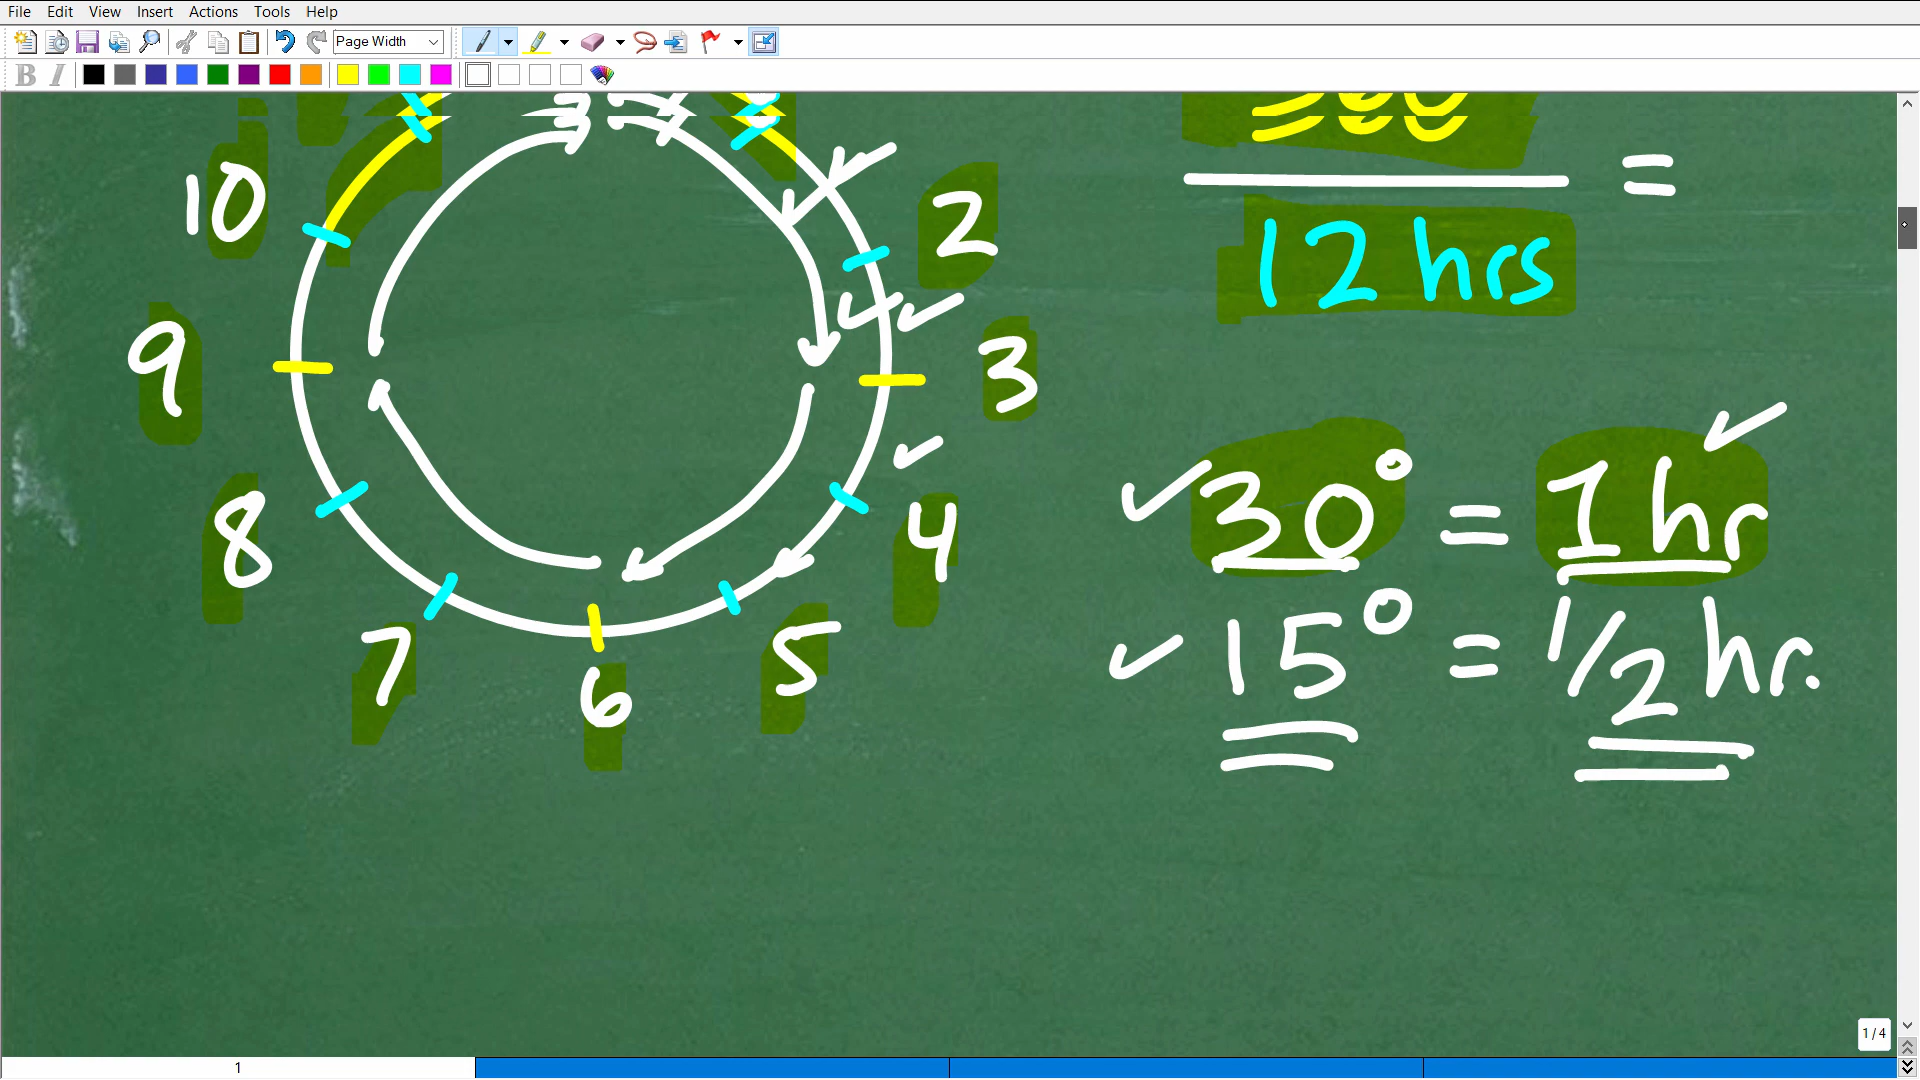 File Edit View Insert Actions Tools Help
Page Width
B I
10
2
12 hrs
=
9
3
8
4
30° = 1 hr
7
6
5
15° = 1/2 hr.
1 / 4
1